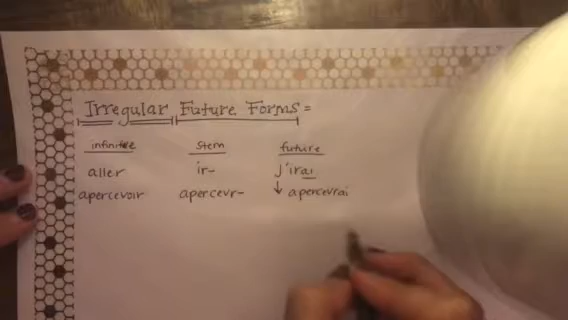 Irregular Future Forms =
infinitive stem future
aller ir- j'irai
apercevoir apercevr- ↓ apercevrai